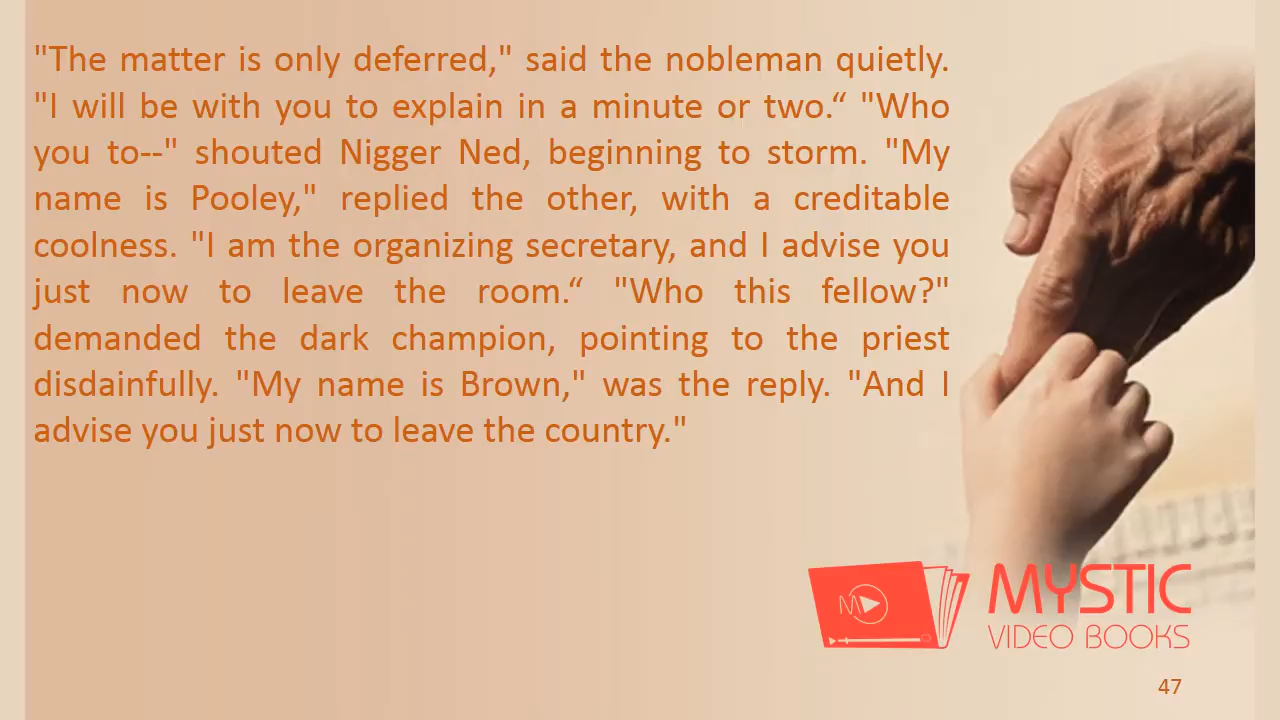 "The matter is only deferred," said the nobleman quietly.
"I will be with you to explain in a minute or two.“ "Who
you to--" shouted Nigger Ned, beginning to storm. "My
name is Pooley," replied the other, with a creditable
coolness. "I am the organizing secretary, and I advise you
just now to leave the room.“ "Who this fellow?"
demanded the dark champion, pointing to the priest
disdainfully. "My name is Brown," was the reply. "And I
advise you just now to leave the country."
M
MYSTIC
VIDEO BOOKS
47